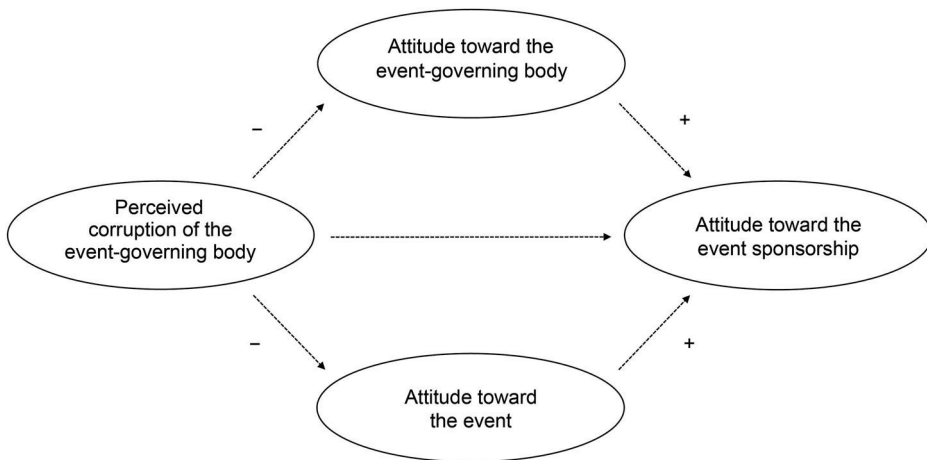 Attitude toward the
event-governing body
–
+
Perceived
corruption of the
event-governing body
Attitude toward the
event sponsorship
–
+
Attitude toward
the event